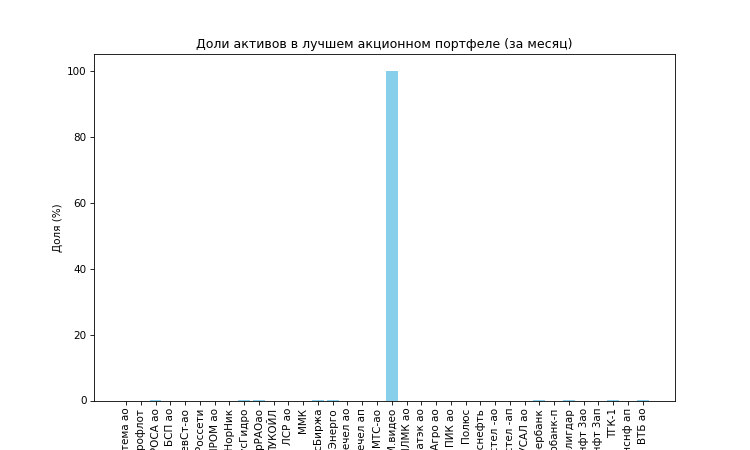 Доли активов в лучшем акционном портфеле (за месяц)
Доля (%)
100
80
60
40
20
0
тема ао
рофлот
РОСА ао
БСП ао
евСт-ао
Россети
ПРОМ ао
НорНик
сГидро
рРАОао
ЛУКОЙЛ
ЛСР ао
ММК
сБиржа
Энерго
ечел ао
ечел ап
МТС-ао
М.видео
НЛМК ао
атэк ао
Агро ао
ПИК ао
Полюс
снефть
стел -ао
стел -ап
УСАЛ ао
ербанк
рбанк-п
лигдар
нфт 3ао
нфт 3ап
ТГК-1
нснф ап
ВТБ ао